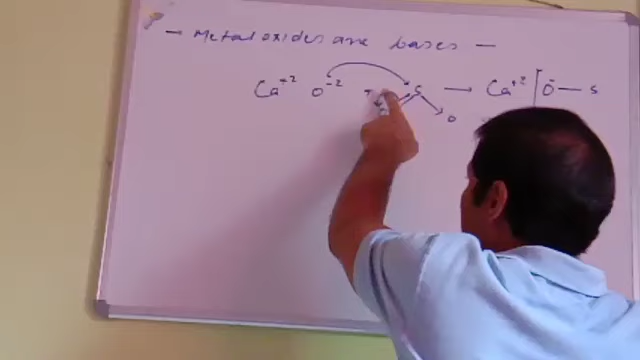 - Metal oxides are bases -
Ca+2 O-2 + S → Ca+2 O - S
O